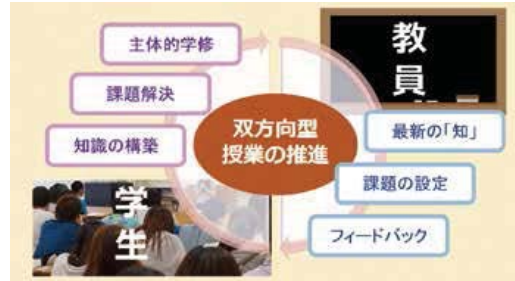 主体的学修
課題解決
知識の構築
学生
双方向型
授業の推進
教員
最新の「知」
課題の設定
フィードバック